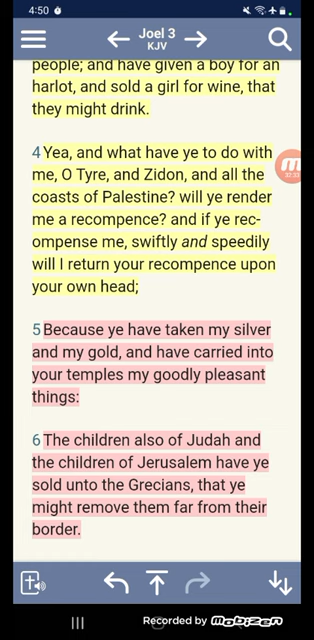 4:50
Joel 3
KJV
people; and have given a boy for an
harlot, and sold a girl for wine, that
they might drink.
4 Yea, and what have ye to do with
me, O Tyre, and Zidon, and all the
coasts of Palestine? will ye render
me a recompence? and if ye rec-
ompense me, swiftly and speedily
will I return your recompence upon
your own head;
5 Because ye have taken my silver
and my gold, and have carried into
your temples my goodly pleasant
things:
6 The children also of Judah and
the children of Jerusalem have ye
sold unto the Grecians, that ye
might remove them far from their
border.
Recorded by mobizen